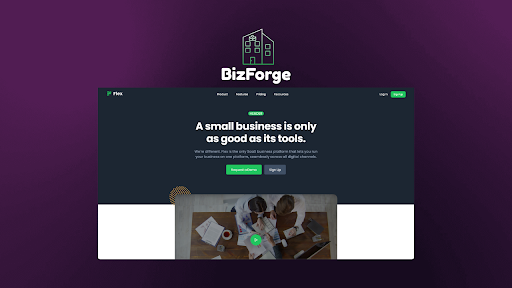 BizForge
Flex
Product Features Pricing Resources
Log In Sign Up
A small business is only
as good as its tools.
We're different. Flex is the only SaaS business platform that lets you run
your business on one platform, seamlessly across all digital channels.
Request a Demo Sign Up